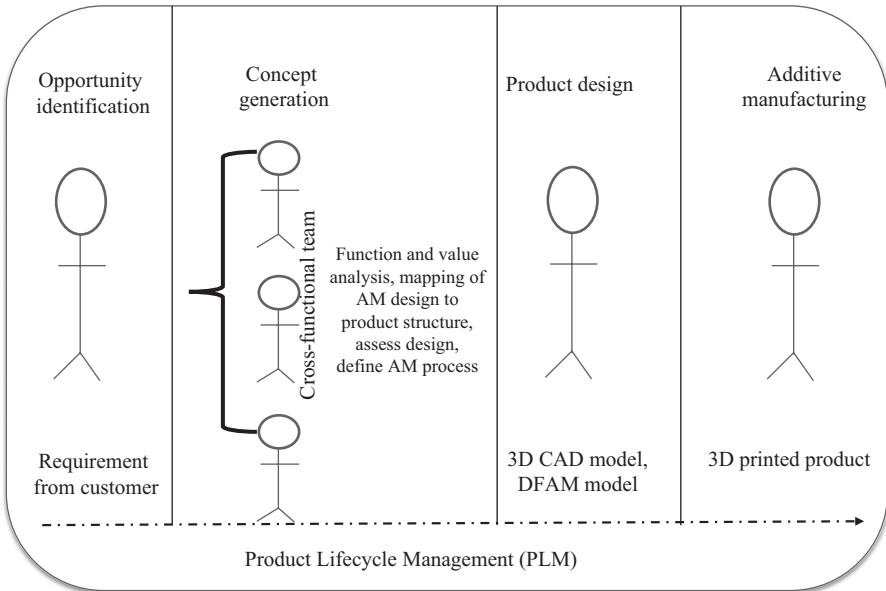 Opportunity
identification
Requirement
from customer
Concept
generation
Cross-functional team
Function and value
analysis, mapping of
AM design to
product structure,
assess design,
define AM process
Product design
3D CAD model,
DFAM model
Additive
manufacturing
3D printed product
Product Lifecycle Management (PLM)